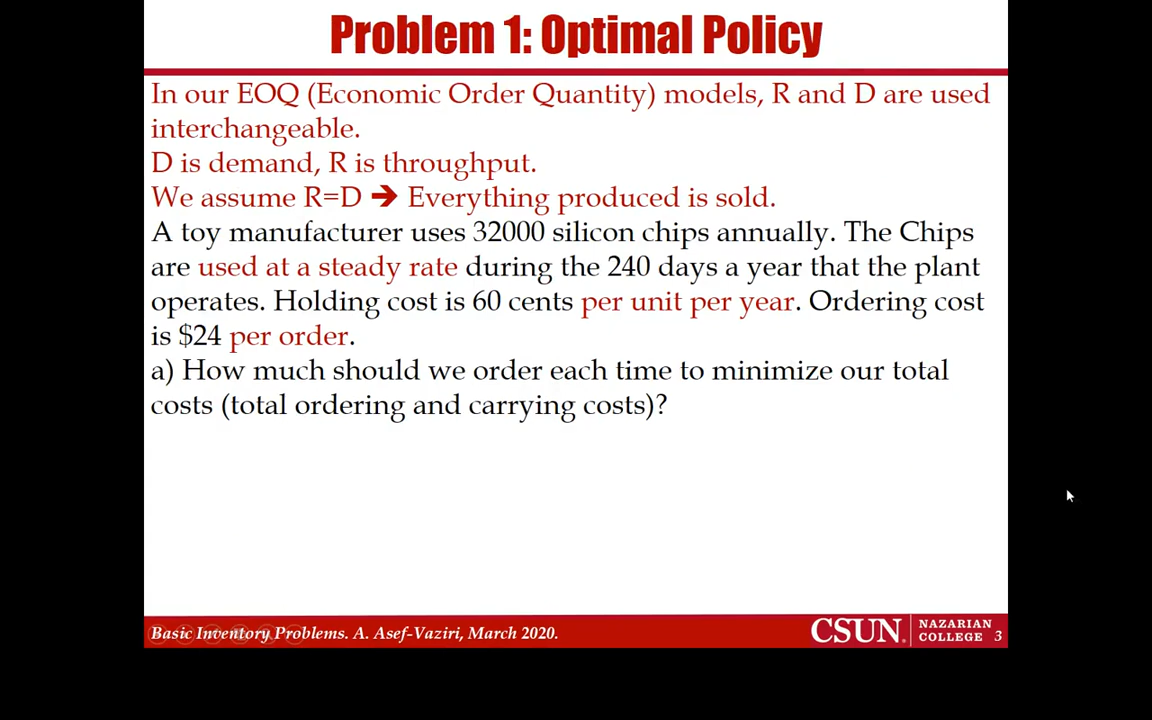 Problem 1: Optimal Policy
In our EOQ (Economic Order Quantity) models, R and D are used
interchangeable.
D is demand, R is throughput.
We assume R=D ➔ Everything produced is sold.
A toy manufacturer uses 32000 silicon chips annually. The Chips
are used at a steady rate during the 240 days a year that the plant
operates. Holding cost is 60 cents per unit per year. Ordering cost
is $24 per order.
a) How much should we order each time to minimize our total
costs (total ordering and carrying costs)?
Basic Inventory Problems. A. Asef-Vaziri, March 2020.
CSUN. NAZARIAN
COLLEGE 3